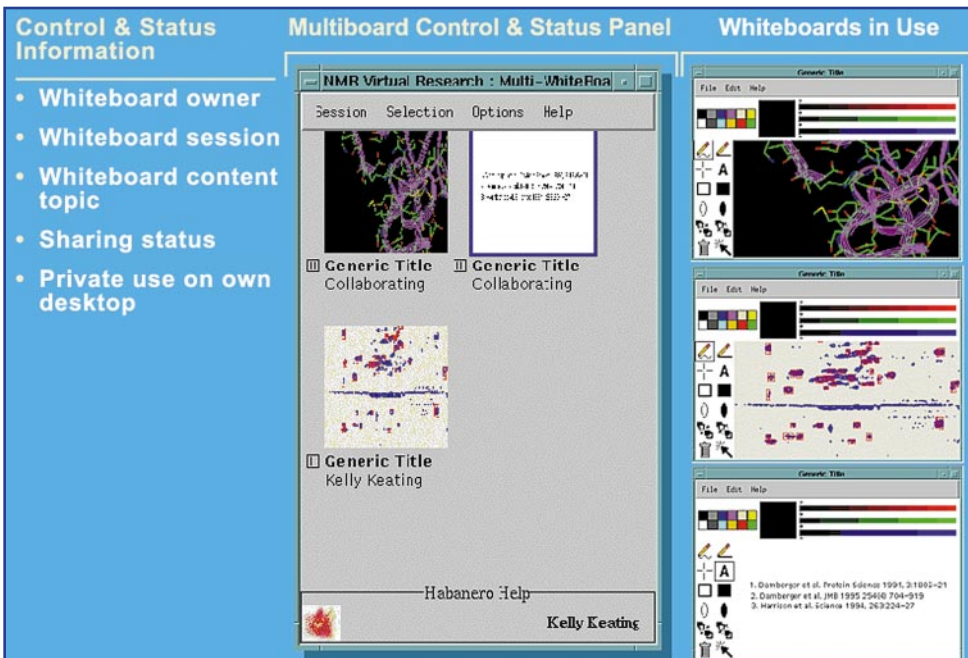 Control & Status
Information
• Whiteboard owner
• Whiteboard session
• Whiteboard content
topic
• Sharing status
• Private use on own
desktop
Multiboard Control & Status Panel
NMR Virtual Research : Multi-WhiteBoa
Session Selection Options Help
Generic Title Generic Title
Collaborating Collaborating
Generic Title
Kelly Keating
Habanero Help
Kelly Keating
Whiteboards in Use
Generic Title
File Edit Help
A
Generic Title
File Edit Help
A
Generic Title
File Edit Help
A
1. Damberger et al. Protein Science 1994, 3:1806-21
2. Damberger et al. JMB 1995 254(4) 704-919
3. Harrison et al. Science 1994, 263:224-27